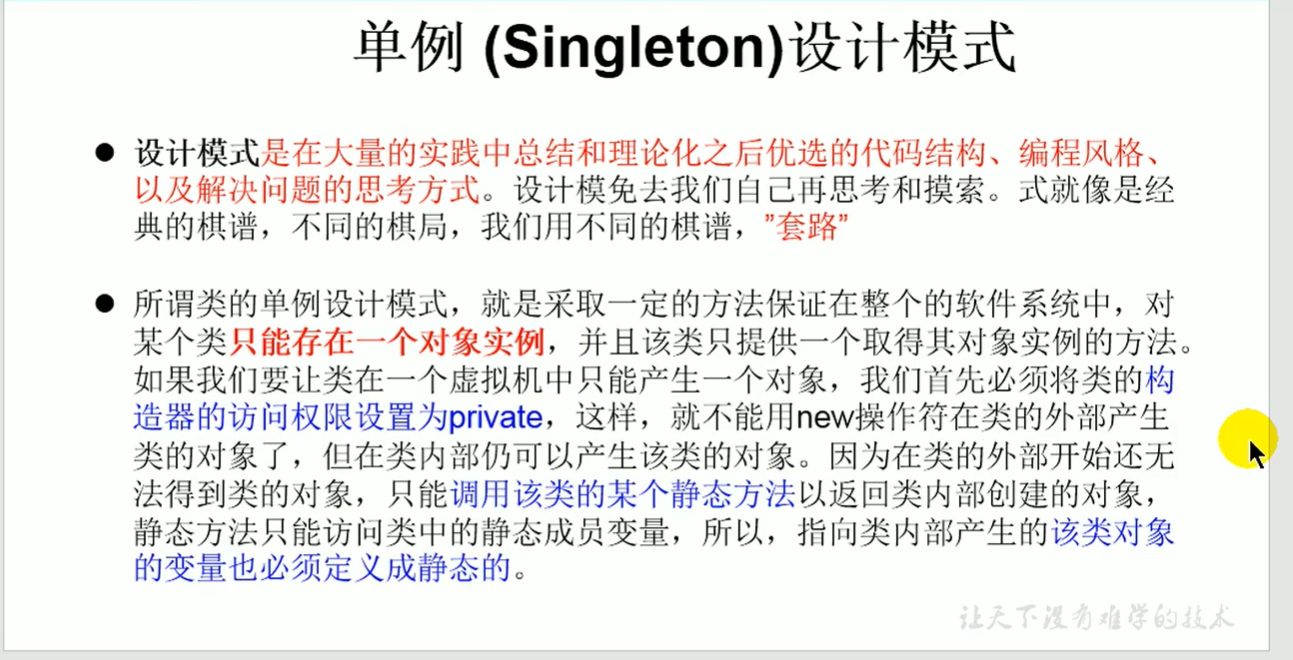 单例 (Singleton)设计模式
● 设计模式是在大量的实践中总结和理论化之后优选的代码结构、编程风格、
以及解决问题的思考方式。设计模免去我们自己再思考和摸索。式就像是经
典的棋谱，不同的棋局，我们用不同的棋谱，”套路”
● 所谓类的单例设计模式，就是采取一定的方法保证在整个的软件系统中，对
某个类只能存在一个对象实例，并且该类只提供一个取得其对象实例的方法。
如果我们要让类在一个虚拟机中只能产生一个对象，我们首先必须将类的构
造器的访问权限设置为private，这样，就不能用new操作符在类的外部产生
类的对象了，但在类内部仍可以产生该类的对象。因为在类的外部开始还无
法得到类的对象，只能调用该类的某个静态方法以返回类内部创建的对象，
静态方法只能访问类中的静态成员变量，所以，指向类内部产生的该类对象
的变量也必须定义成静态的。
让天下没有难学的技术